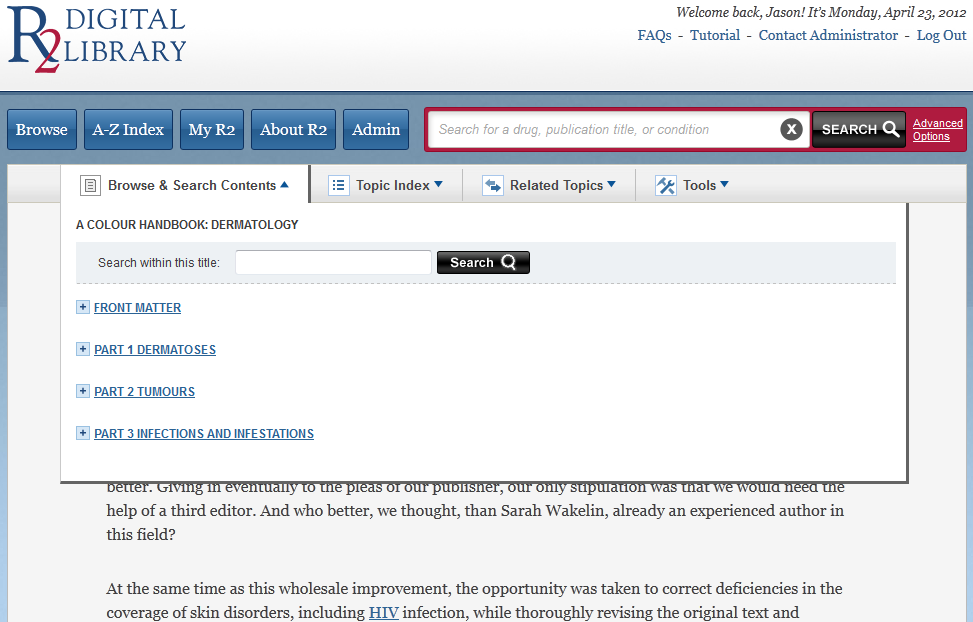 R2 DIGITAL LIBRARY
Welcome back, Jason! It's Monday, April 23, 2012
FAQs - Tutorial - Contact Administrator - Log Out
Browse A-Z Index My R2 About R2 Admin Search for a drug, publication title, or condition X SEARCH Advanced Options
Browse & Search Contents Topic Index Related Topics Tools
A COLOUR HANDBOOK: DERMATOLOGY
Search within this title: Search
+ FRONT MATTER
+ PART 1 DERMATOSES
+ PART 2 TUMOURS
+ PART 3 INFECTIONS AND INFESTATIONS
better. Giving in eventually to the pleas of our publisher, our only stipulation was that we would need the
help of a third editor. And who better, we thought, than Sarah Wakelin, already an experienced author in
this field?
At the same time as this wholesale improvement, the opportunity was taken to correct deficiencies in the
coverage of skin disorders, including HIV infection, while thoroughly revising the original text and